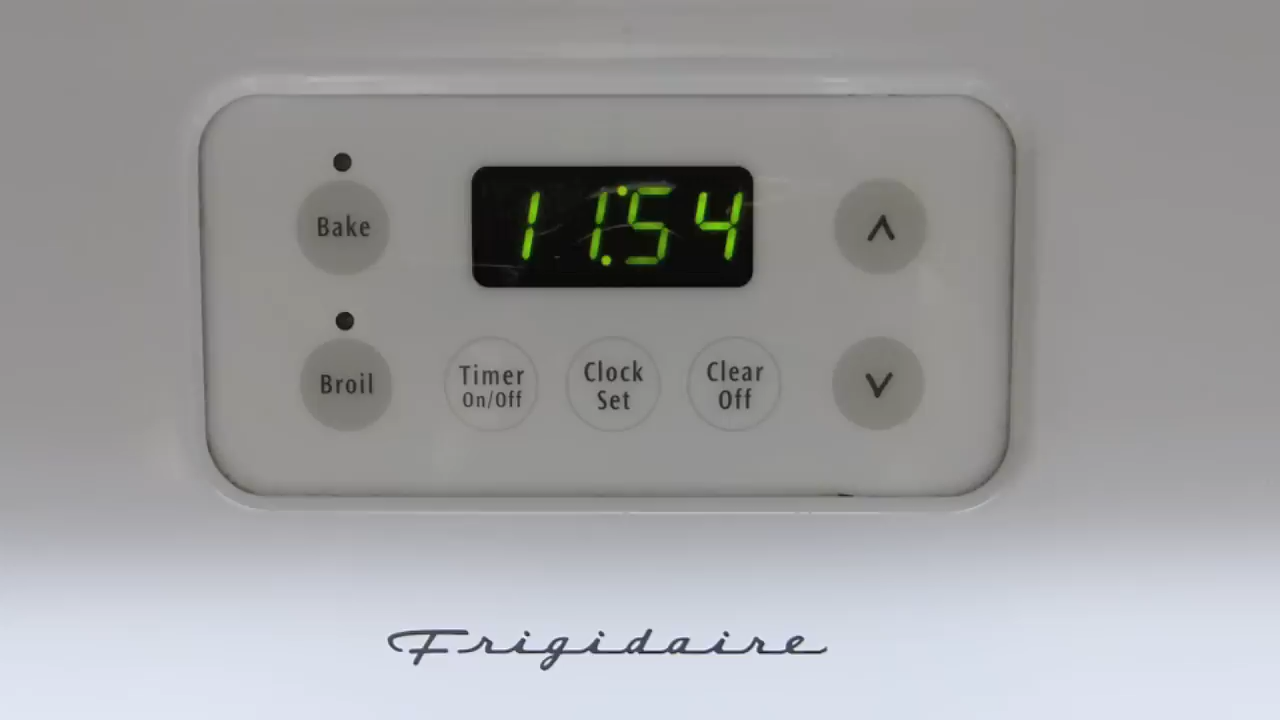 Bake
11:54
∧
Broil
Timer
On/Off
Clock
Set
Clear
Off
∨
Frigidaire